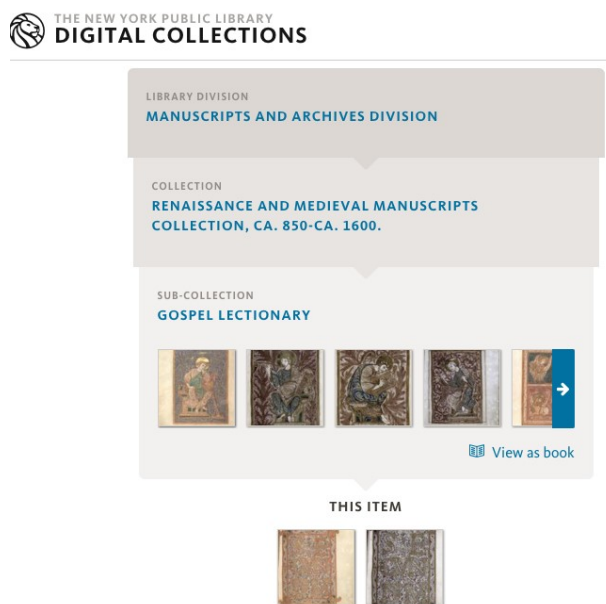 THE NEW YORK PUBLIC LIBRARY
DIGITAL COLLECTIONS
LIBRARY DIVISION
MANUSCRIPTS AND ARCHIVES DIVISION
COLLECTION
RENAISSANCE AND MEDIEVAL MANUSCRIPTS
COLLECTION, CA. 850-CA. 1600.
SUB-COLLECTION
GOSPEL LECTIONARY
View as book
THIS ITEM